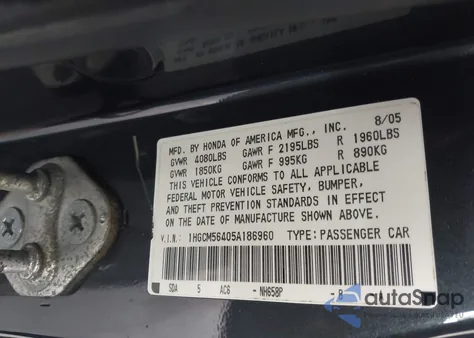 MFD. BY HONDA OF AMERICA MFG., INC. 8/05
GVWR 4080LBS GAWR F 2195LBS R 1960LBS
GVWR 1850KG GAWR F 995KG R 890KG
THIS VEHICLE CONFORMS TO ALL APPLICABLE
FEDERAL MOTOR VEHICLE SAFETY, BUMPER,
AND THEFT PREVENTION STANDARDS IN EFFECT
ON THE DATE OF MANUFACTURE SHOWN ABOVE.
V.I.N.: 1HGCM56405A186960 TYPE: PASSENGER CAR
SDA 5 AC6 -NH658P -B
autoSnap